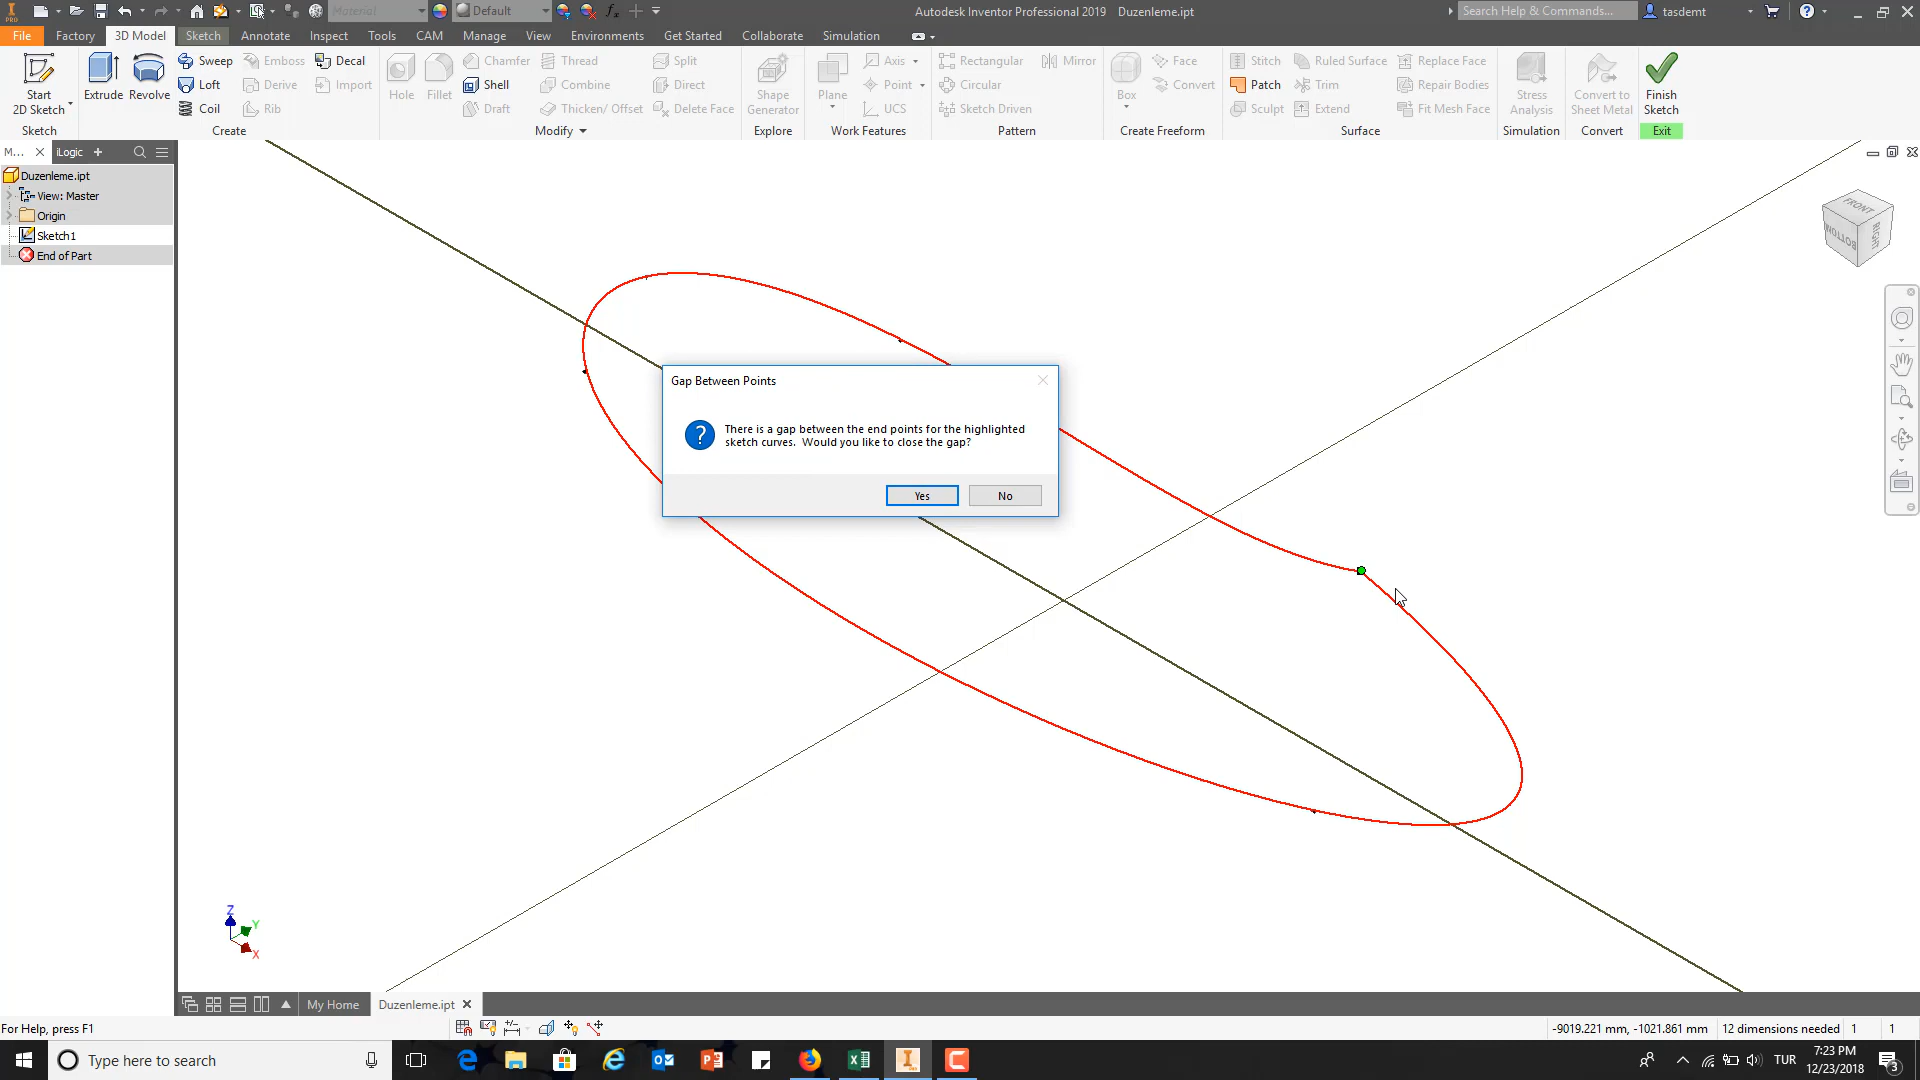 Material
Default
Autodesk Inventor Professional 2019 Duzenleme.ipt
Search Help & Commands...
tasdemt
File Factory 3D Model Sketch Annotate Inspect Tools CAM Manage View Environments Get Started Collaborate Simulation
Start
2D Sketch
Extrude
Revolve
Sweep
Loft
Coil
Emboss
Derive
Rib
Decal
Import
Hole
Fillet
Chamfer
Shell
Draft
Thread
Combine
Thicken/ Offset
Split
Direct
Delete Face
Shape
Generator
Plane
Axis
Point
UCS
Rectangular
Circular
Sketch Driven
Mirror
Box
Face
Convert
Stitch
Patch
Sculpt
Ruled Surface
Trim
Extend
Replace Face
Repair Bodies
Fit Mesh Face
Stress
Analysis
Convert to
Sheet Metal
Finish
Sketch
Sketch Create Modify Explore Work Features Pattern Create Freeform Surface Simulation Convert Exit
M... iLogic +
Duzenleme.ipt
View: Master
Origin
Sketch1
End of Part
FRONT
BOTTOM
RIGHT
Gap Between Points
There is a gap between the end points for the highlighted
sketch curves. Would you like to close the gap?
Yes No
Z
Y
X
My Home Duzenleme.ipt
For Help, press F1
-9019.221 mm, -1021.861 mm 12 dimensions needed 1 1
Type here to search
TUR
7:23 PM
12/23/2018
3